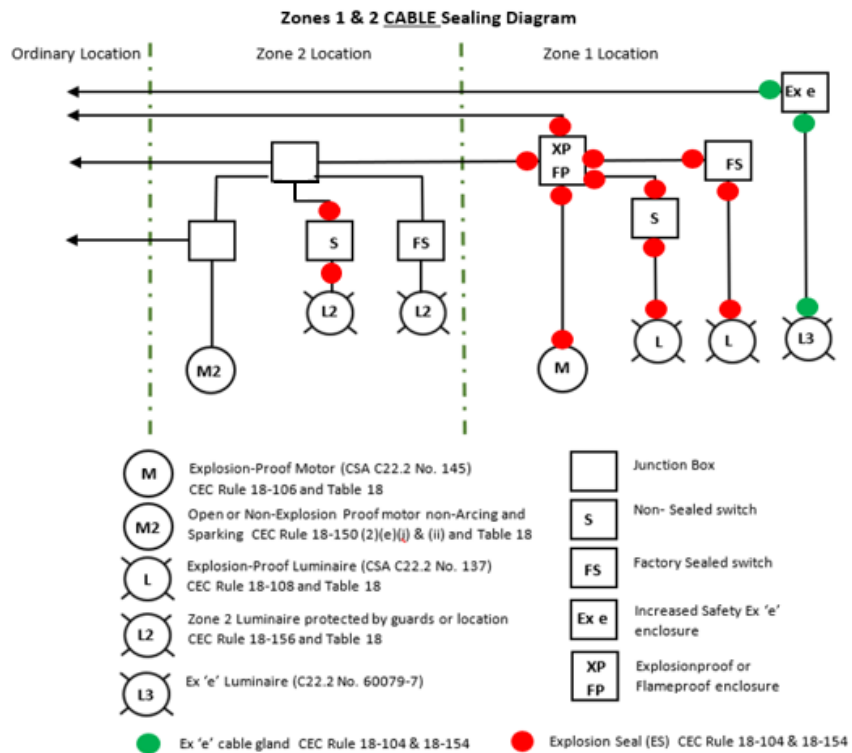 Zones 1 & 2 CABLE Sealing Diagram
Ordinary Location
Zone 2 Location
Zone 1 Location
Ex e
XP
FP
FS
S
S
FS
L2
L2
M2
M
L
L
L3
M
Explosion-Proof Motor (CSA C22.2 No. 145)
CEC Rule 18-106 and Table 18
M2
Open or Non-Explosion Proof motor non-Arcing and
Sparking CEC Rule 18-150 (2)(e)(j) & (ii) and Table 18
L
Explosion-Proof Luminaire (CSA C22.2 No. 137)
CEC Rule 18-108 and Table 18
L2
Zone 2 Luminaire protected by guards or location
CEC Rule 18-156 and Table 18
L3
Ex 'e' Luminaire (C22.2 No. 60079-7)
Junction Box
S
Non- Sealed switch
FS
Factory Sealed switch
Ex e
Increased Safety Ex 'e'
enclosure
XP
FP
Explosionproof or
Flameproof enclosure
Ex 'e' cable gland CEC Rule 18-104 & 18-154
Explosion Seal (ES) CEC Rule 18-104 & 18-154